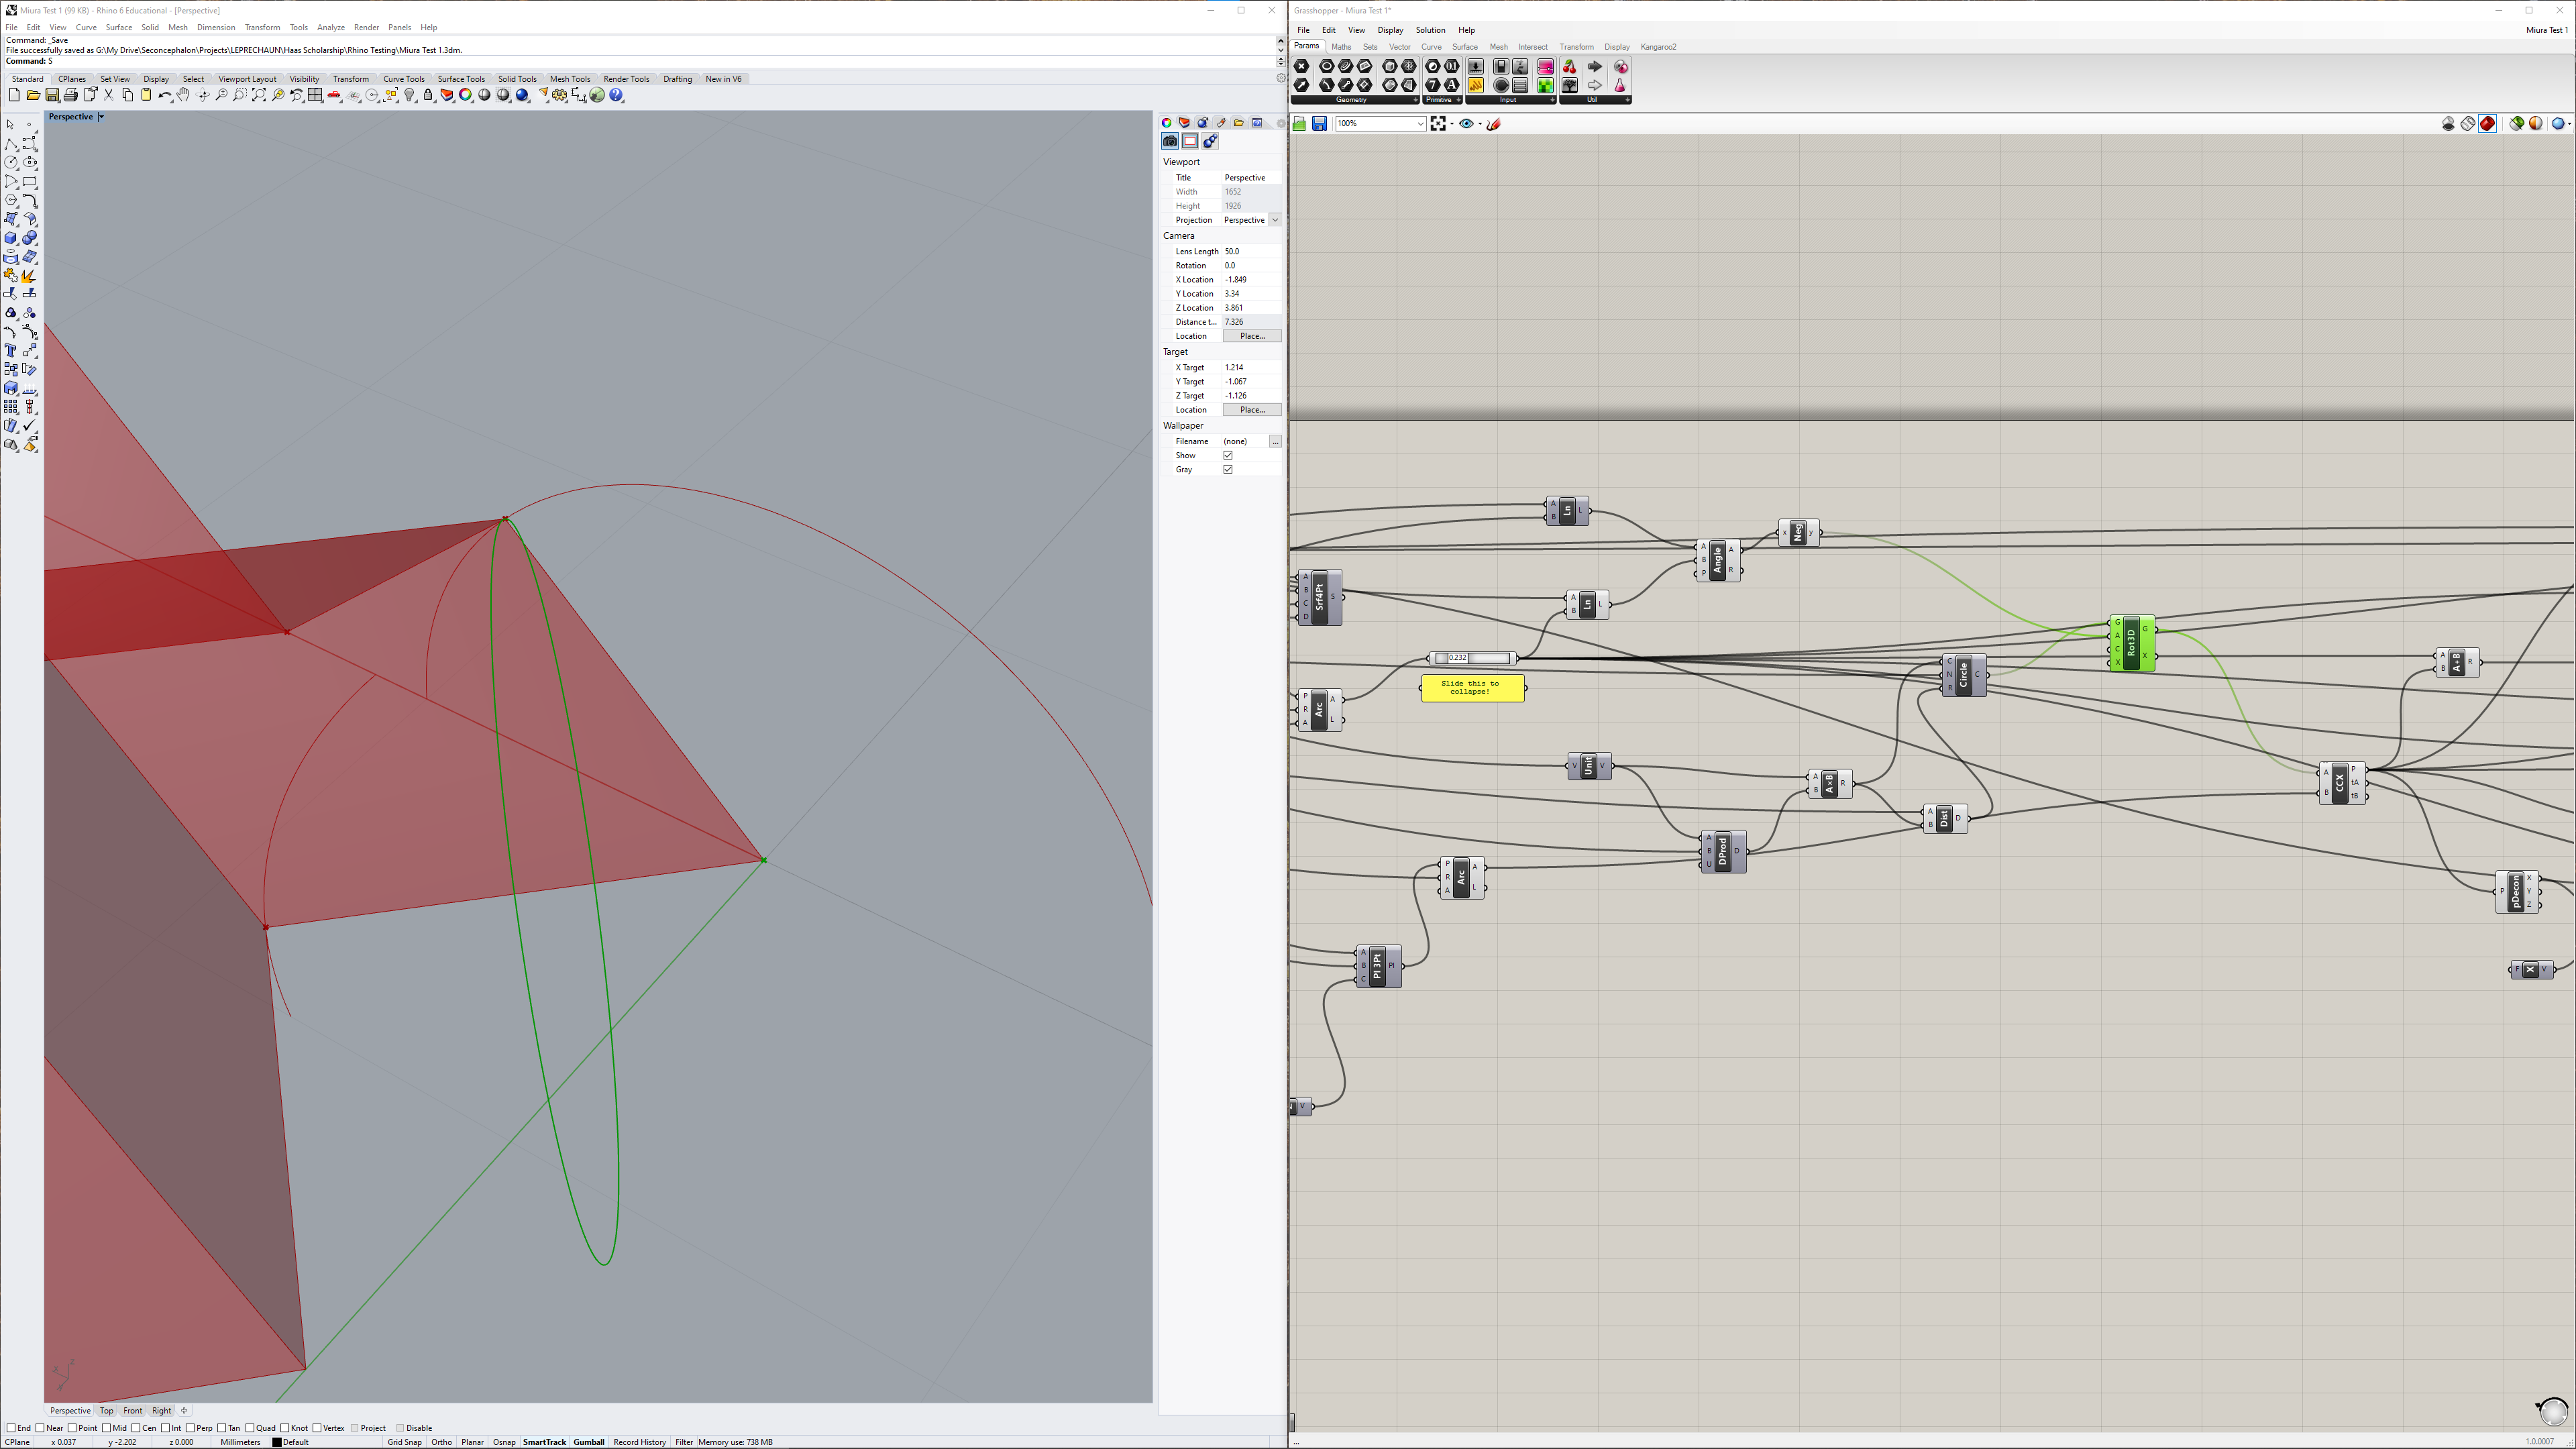 Miura Test 1 (99 KB) - Rhino 6 Educational - [Perspective]
File Edit View Curve Surface Solid Mesh Dimension Transform Tools Analyze Render Panels Help
Command: _Save
File successfully saved as G:\My Drive\Seconcephalon\Projects\LEPRECHAUN\Haas Scholarship\Rhino Testing\Miura Test 1.3dm.
Command: S
Standard CPlanes Set View Display Select Viewport Layout Visibility Transform Curve Tools Surface Tools Solid Tools Mesh Tools Render Tools Drafting New in V6
Perspective
Viewport
Title Perspective
Width 1652
Height 1926
Projection Perspective
Camera
Lens Length 50.0
Rotation 0.0
X Location -1.849
Y Location 3.34
Z Location 3.861
Distance t... 7.326
Location Place...
Target
X Target 1.214
Y Target -1.067
Z Target -1.126
Location Place...
Wallpaper
Filename (none) ...
Show
Gray
Perspective Top Front Right
End Near Point Mid Cen Int Perp Tan Quad Knot Vertex Project Disable
CPlane x 0.037 y -2.202 z 0.000 Millimeters Default Grid Snap Ortho Planar Osnap SmartTrack Gumball Record History Filter Memory use: 738 MB
Grasshopper - Miura Test 1*
File Edit View Display Solution Help Miura Test 1
Params Maths Sets Vector Curve Surface Mesh Intersect Transform Display Kangaroo2
Geometry Primitive Input Util
100%
A B Ln L
x Neg y
A B P Angle A R
A B C D Srf4Pt S
A B Ln L
G A C X Rot3D G X
0.232
Slide this to
collapse!
C N R Circle C
A B A+B R
P R A Arc A L
V Unit V
A B A×B R
A B CCX P tA tB
A B Dist D
A B U DProd D
P R A Arc A L
P pDecon X Y Z
A B C Pl 3Pt Pl
F X V
V
... 1.0.0007